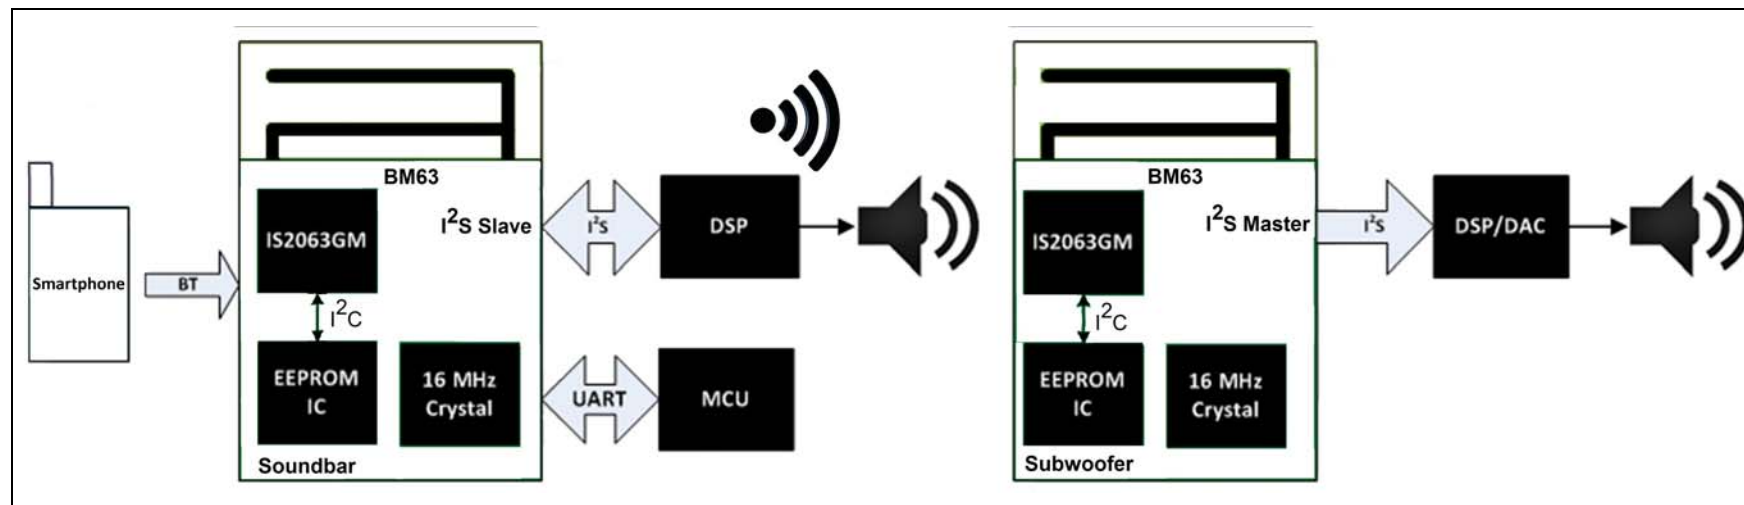 Smartphone
BT
BM63
IS2063GM
I²S Slave
I²C
EEPROM
IC
16 MHz
Crystal
Soundbar
I²S
DSP
UART
MCU
BM63
IS2063GM
I²S Master
I²C
EEPROM
IC
16 MHz
Crystal
Subwoofer
I²S
DSP/DAC